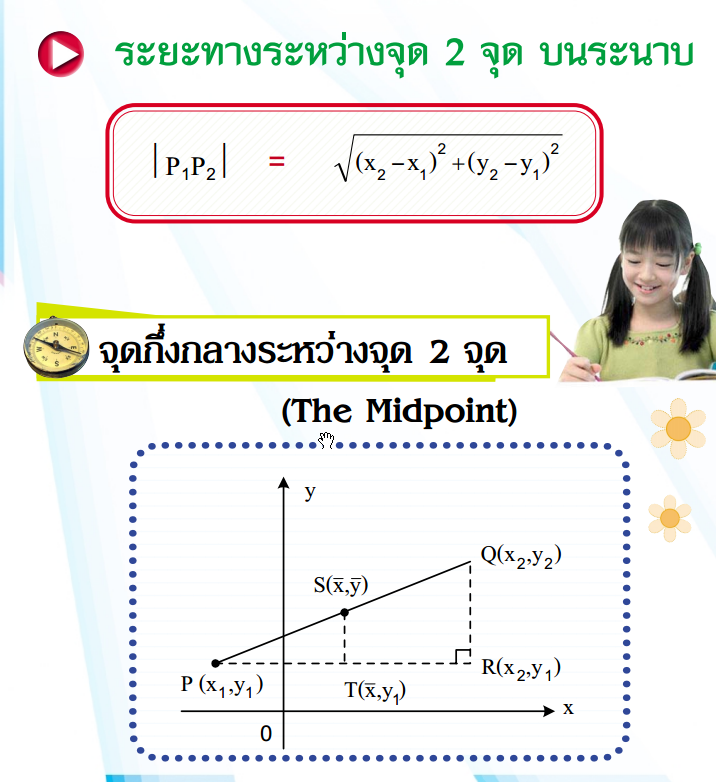 ระยะทางระหว่างจุด 2 จุด บนระนาบ
|P₁P₂| = √(x₂−x₁)²+(y₂−y₁)²
จุดกึ่งกลางระหว่างจุด 2 จุด
(The Midpoint)
y
Q(x₂,y₂)
S(x̅,y̅)
P (x₁,y₁)
T(x̅,y₁)
R(x₂,y₁)
x
0